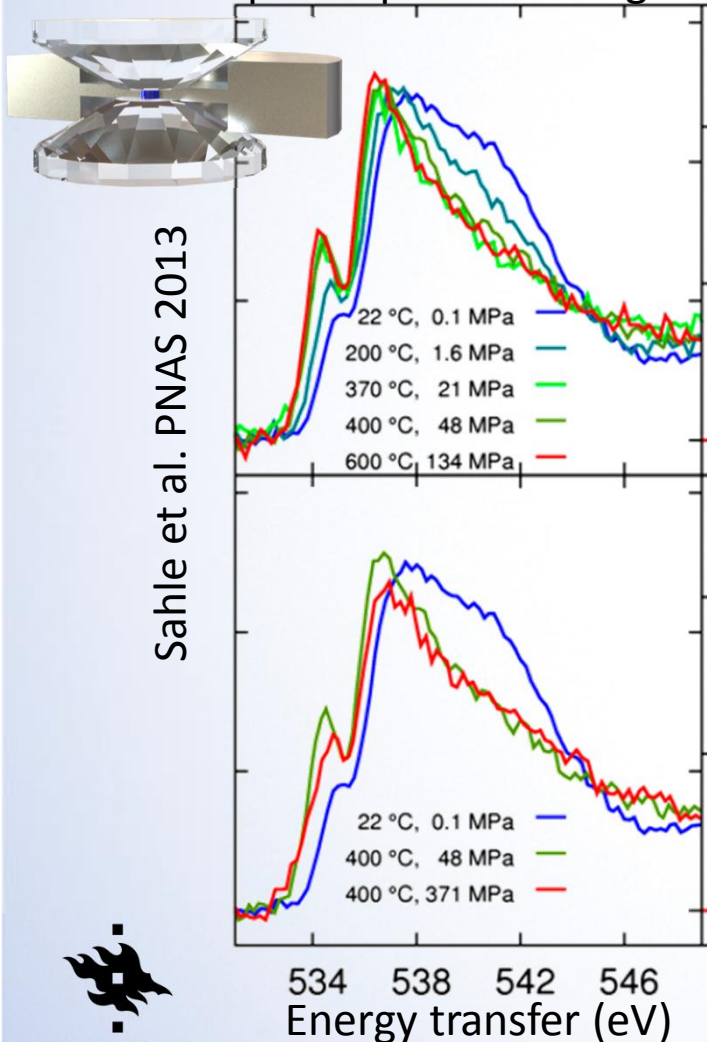 Sahle et al. PNAS 2013
22 °C, 0.1 MPa
200 °C, 1.6 MPa
370 °C, 21 MPa
400 °C, 48 MPa
600 °C, 134 MPa
22 °C, 0.1 MPa
400 °C, 48 MPa
400 °C, 371 MPa
534 538 542 546
Energy transfer (eV)